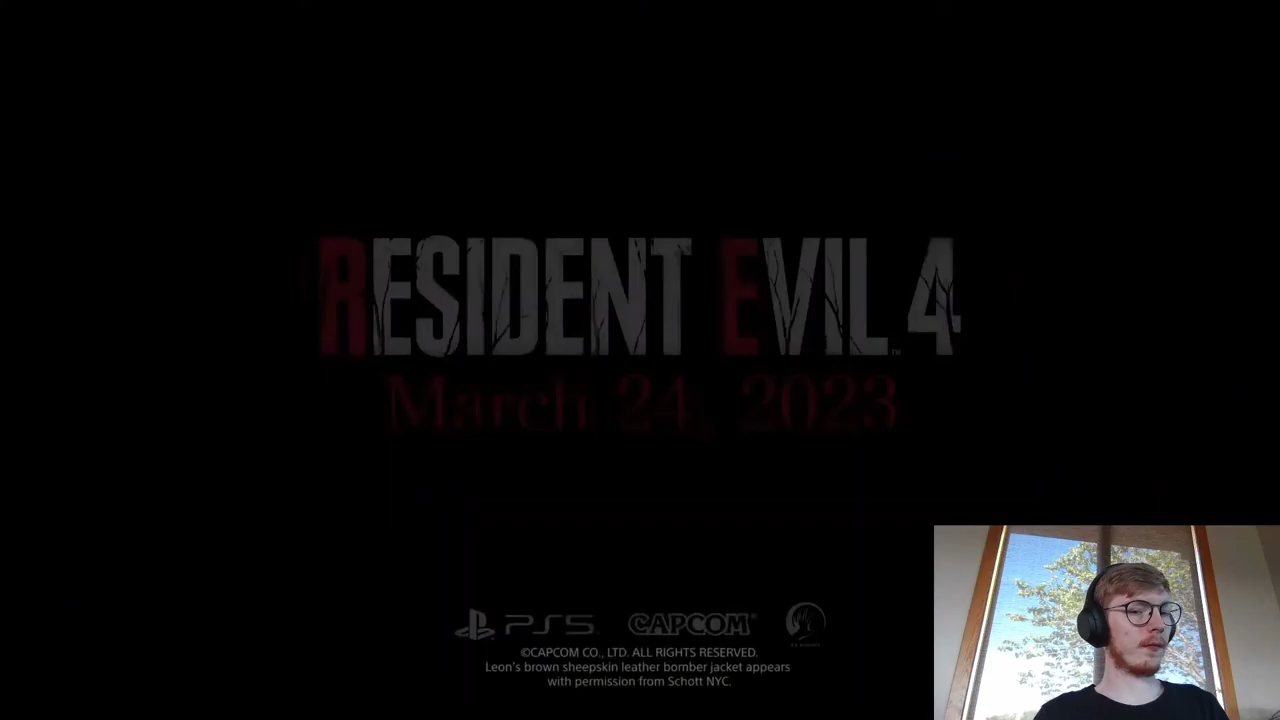 RESIDENT EVIL 4™
March 24, 2023
PS5 CAPCOM®
©CAPCOM CO., LTD. ALL RIGHTS RESERVED.
Leon's brown sheepskin leather bomber jacket appears
with permission from Schott NYC.